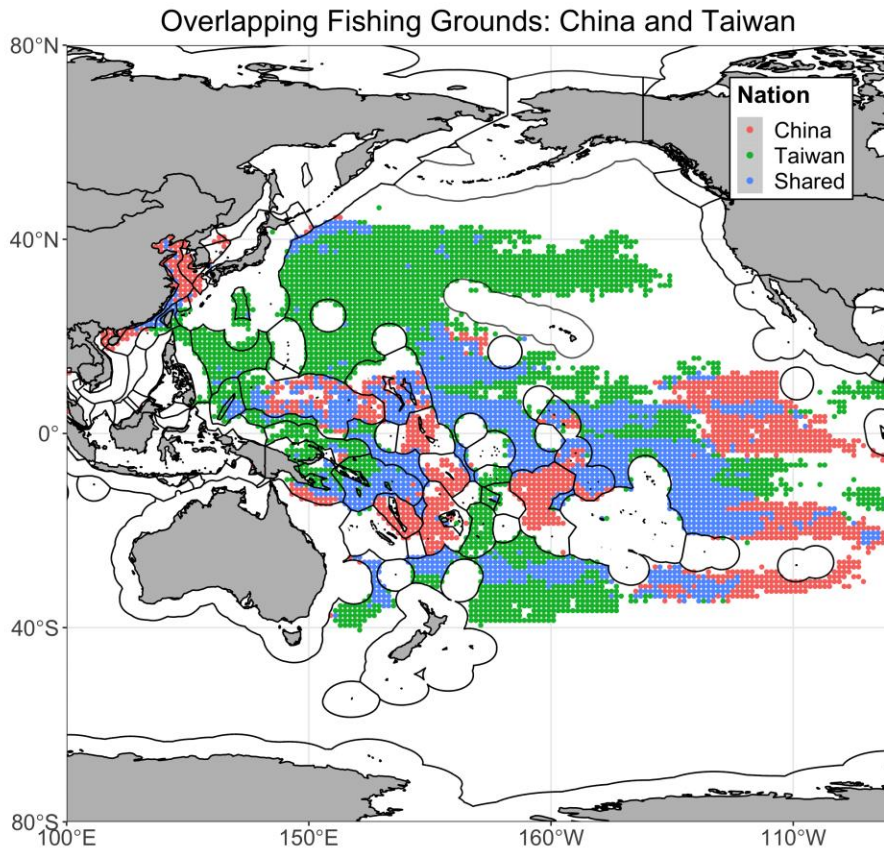 Overlapping Fishing Grounds: China and Taiwan
80°N
Nation
China
Taiwan
Shared
40°N
0°
40°S
80°S
100°E
150°E
160°W
110°W